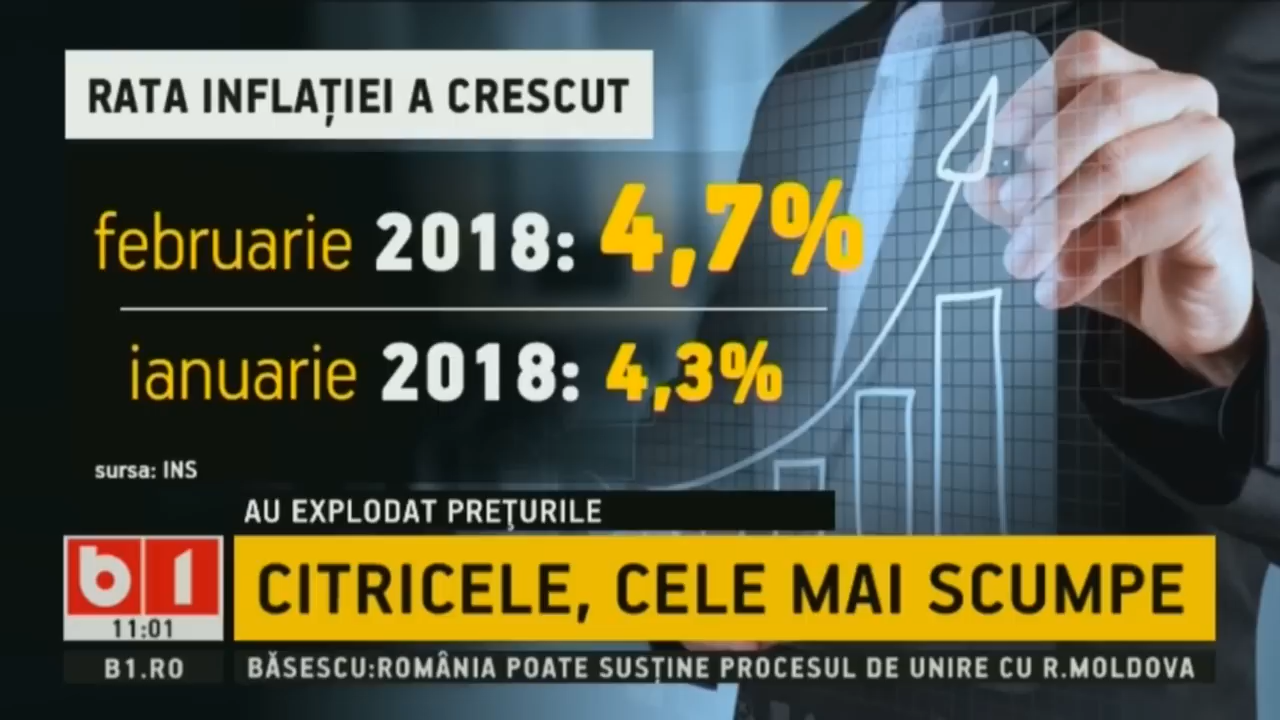 RATA INFLAȚIEI A CRESCUT
februarie 2018: 4,7%
ianuarie 2018: 4,3%
sursa: INS
AU EXPLODAT PREŢURILE
b1
CITRICELE, CELE MAI SCUMPE
11:01
B1.RO
BĂSESCU:ROMÂNIA POATE SUSȚINE PROCESUL DE UNIRE CU R.MOLDOVA